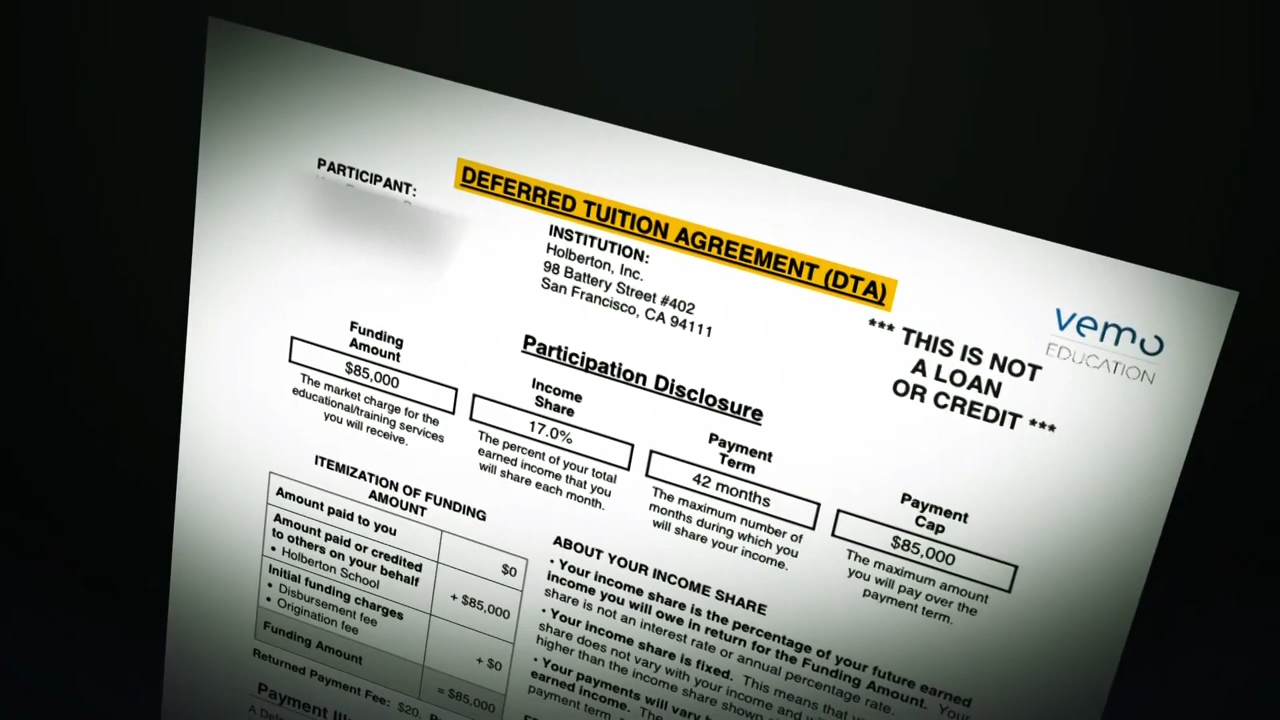 PARTICIPANT:
DEFERRED TUITION AGREEMENT (DTA)
INSTITUTION:
Holberton, Inc.
98 Battery Street #402
San Francisco, CA 94111
vemo
EDUCATION
*** THIS IS NOT
A LOAN
OR CREDIT ***
Participation Disclosure
Funding
Amount
$85,000
The market charge for the
educational/training services
you will receive.
Income
Share
17.0%
The percent of your total
earned income that you
will share each month.
Payment
Term
42 months
The maximum number of
months during which you
will share your income.
Payment
Cap
$85,000
The maximum amount
you will pay over the
payment term.
ITEMIZATION OF FUNDING
AMOUNT
Amount paid to you
$0
Amount paid or credited
to others on your behalf
• Holberton School
+ $85,000
Initial funding charges
• Disbursement fee
• Origination fee
+ $0
Funding Amount
= $85,000
Returned Payment Fee: $20.
Payment
ABOUT YOUR INCOME SHARE
• Your income share is the percentage of your future earned
income you will owe in return for the Funding Amount. Your
share is not an interest rate or annual percentage rate.
• Your income share is fixed. This means that
share does not vary with your income and
higher than the income share shown
• Your payments will vary
earned income. The
payment term.